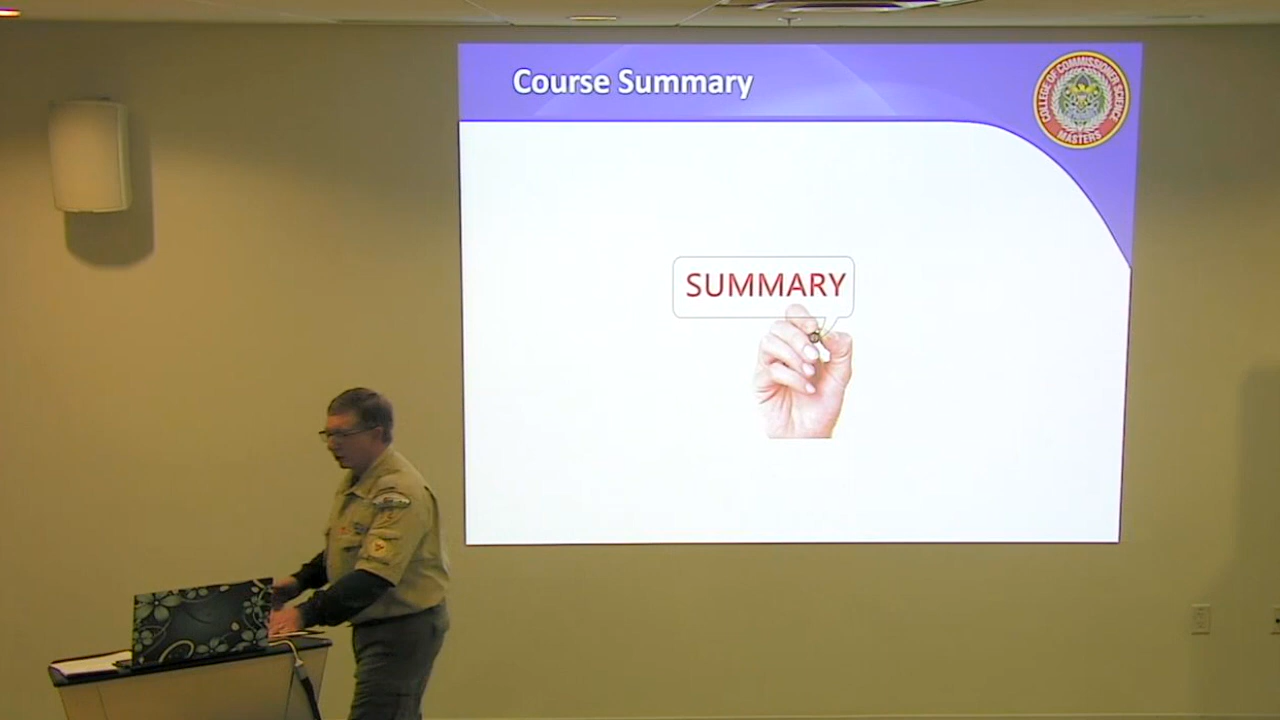 Course Summary
COLLEGE OF COMMISSIONER SCIENCE
MASTERS
SUMMARY